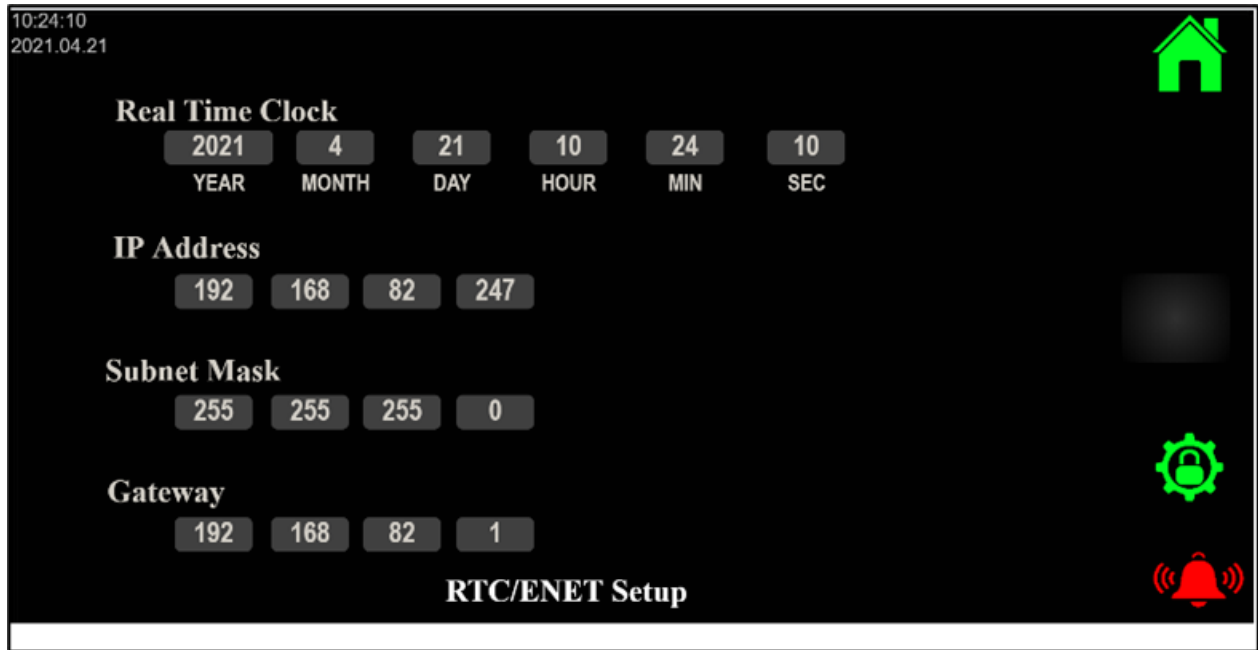 10:24:10
2021.04.21
Real Time Clock
2021 4 21 10 24 10
YEAR MONTH DAY HOUR MIN SEC
IP Address
192 168 82 247
Subnet Mask
255 255 255 0
Gateway
192 168 82 1
RTC/ENET Setup